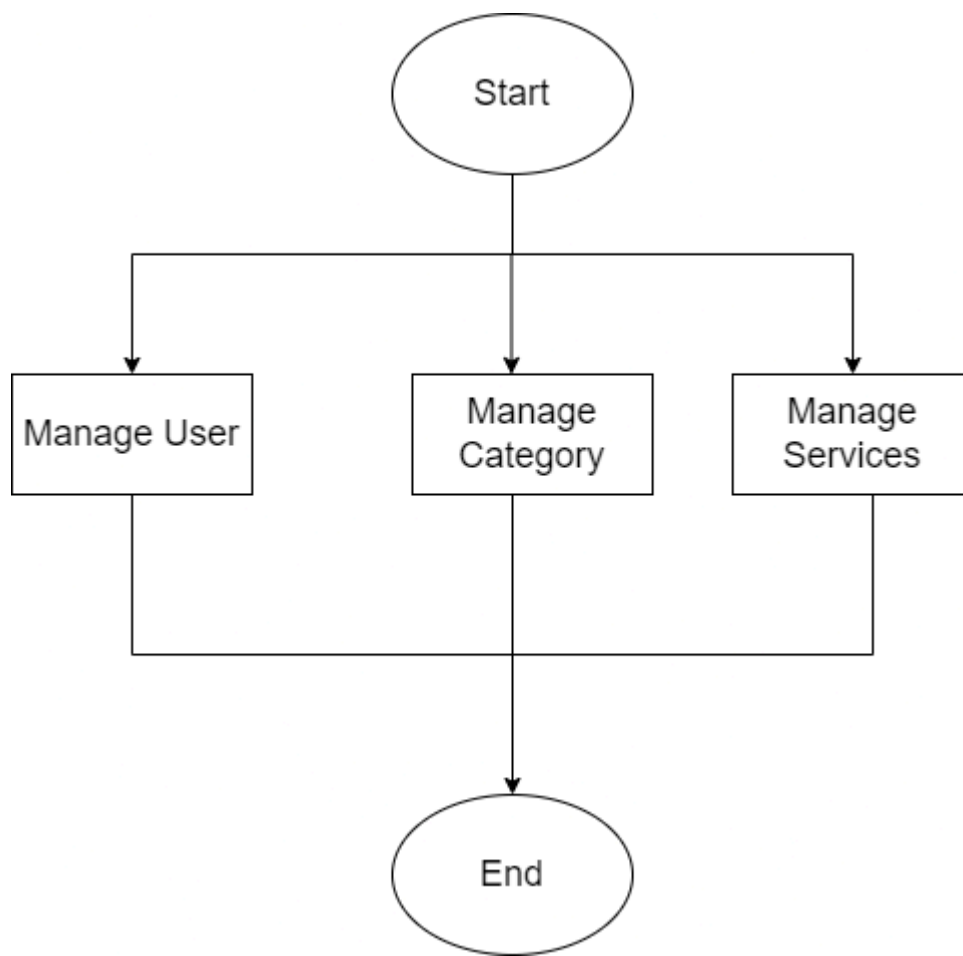 Start
Manage User
Manage
Category
Manage
Services
End